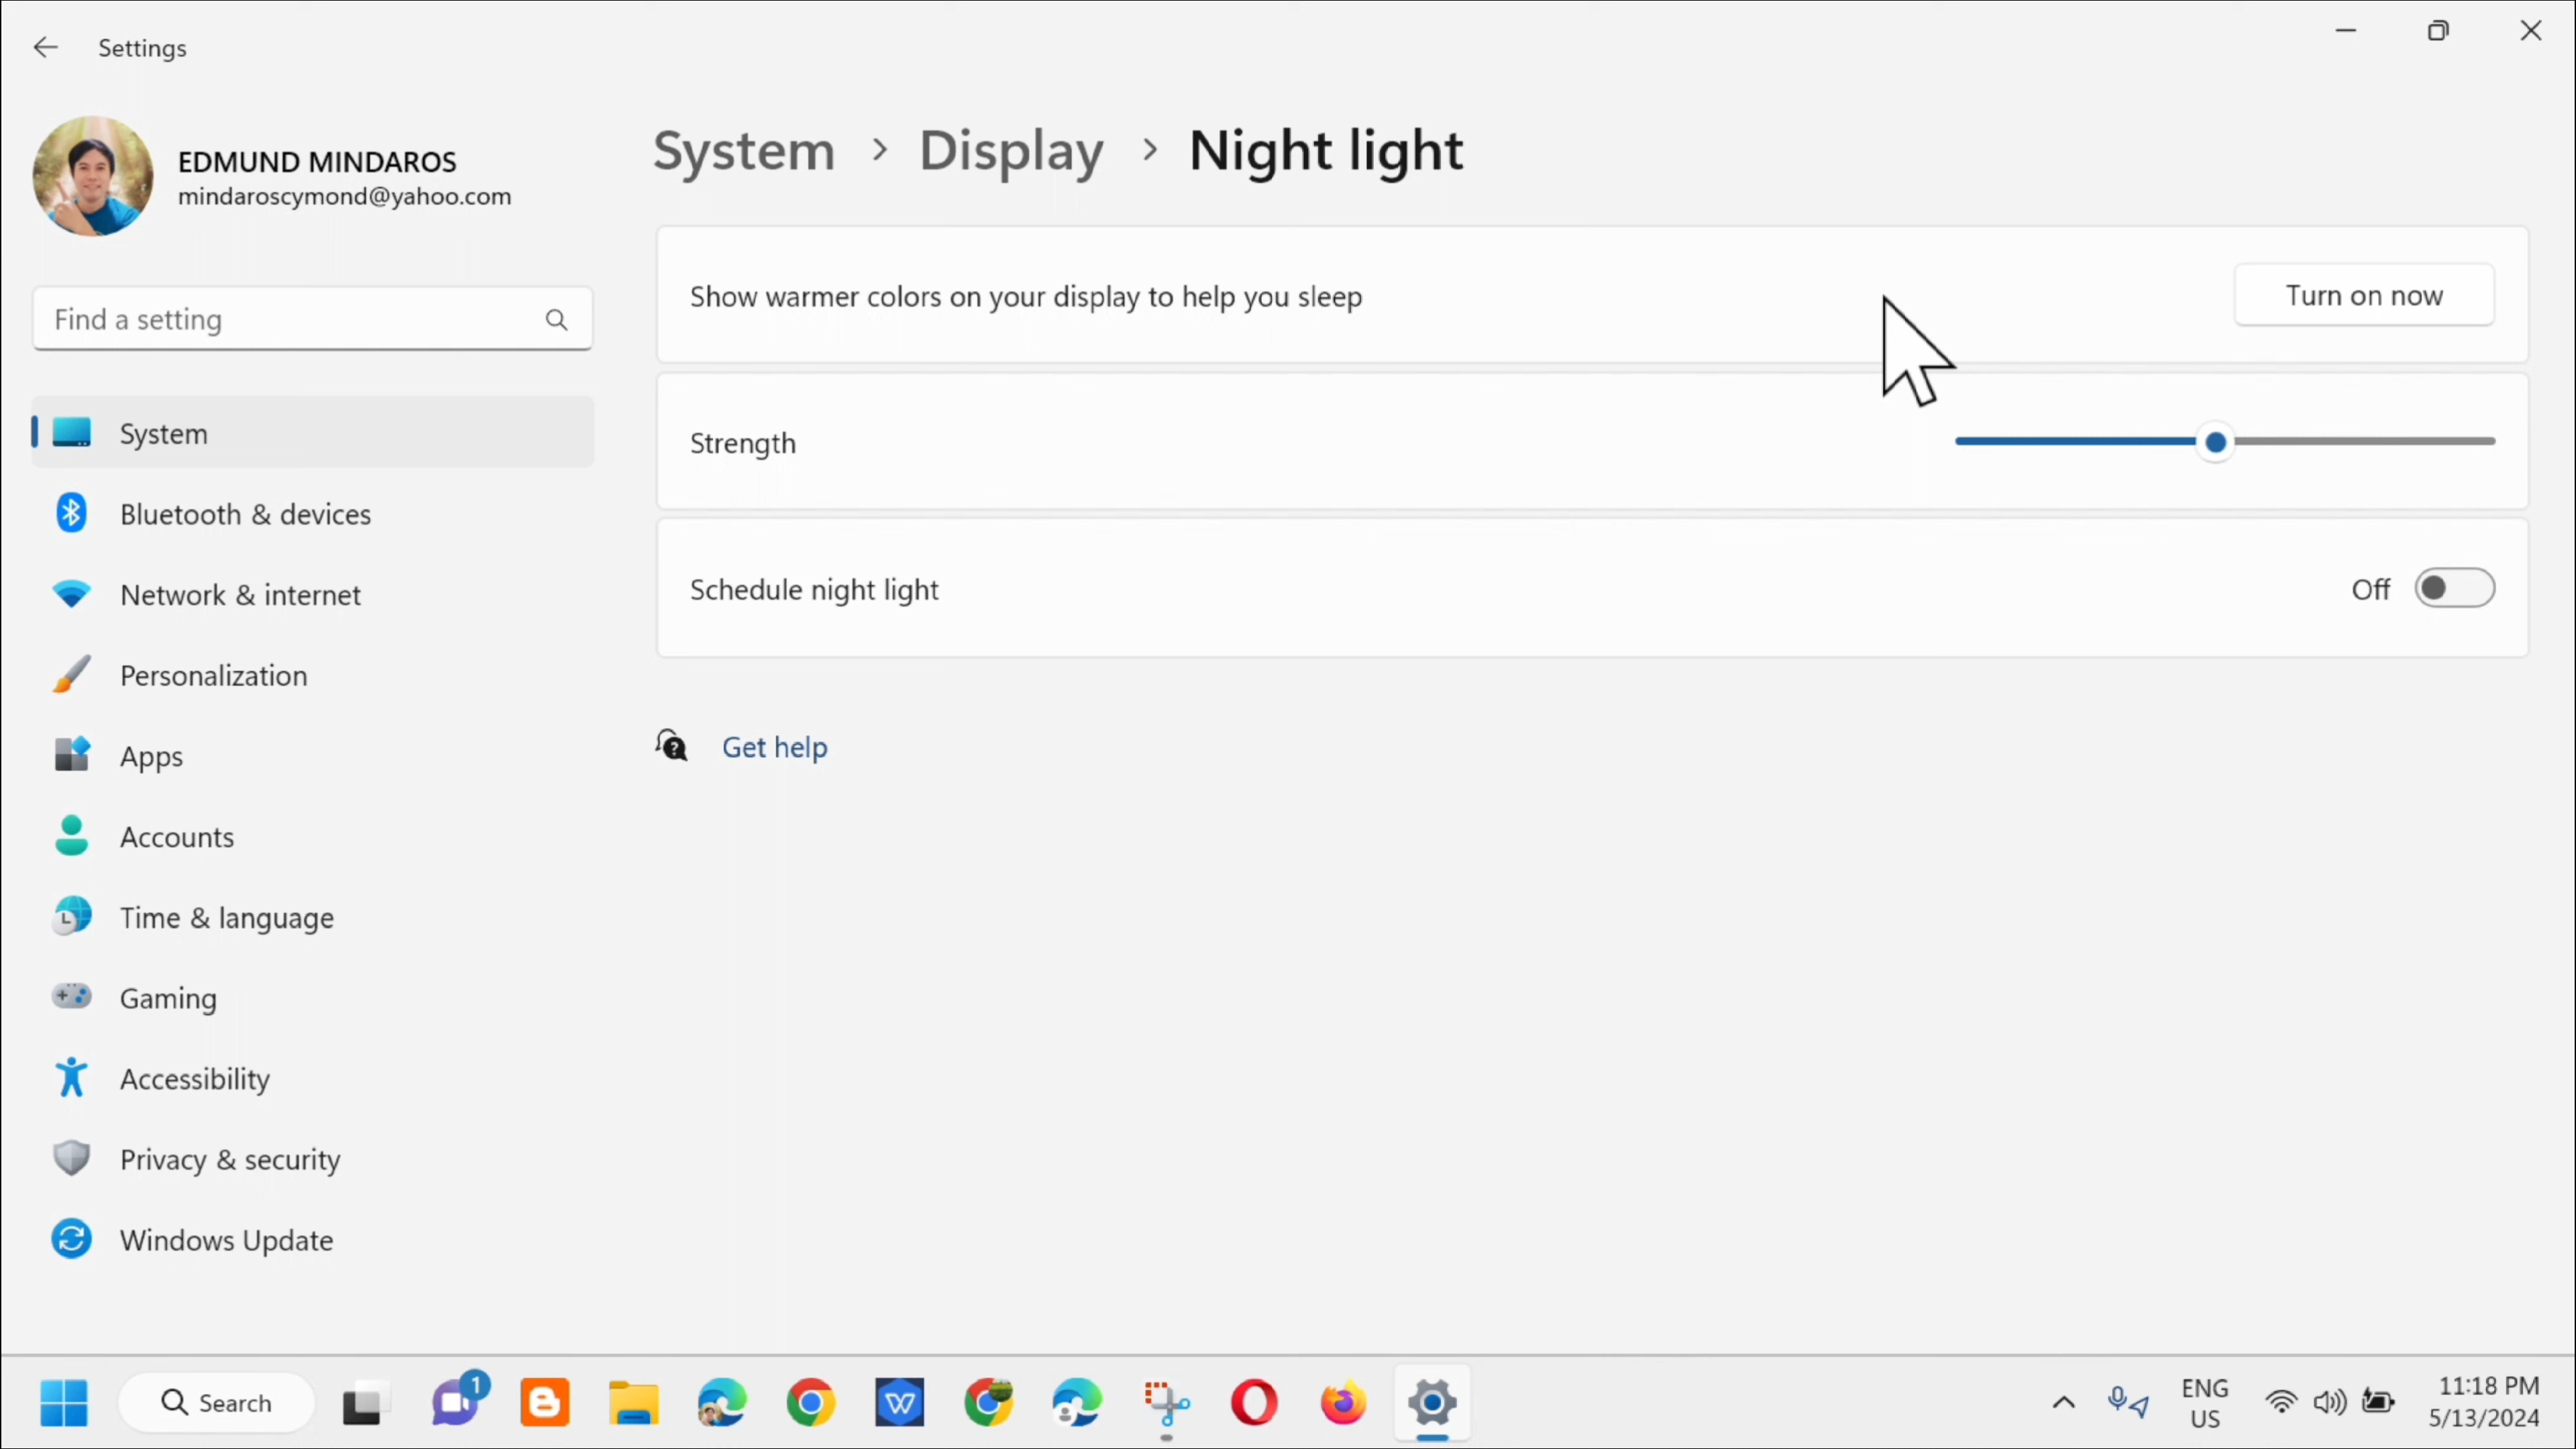 Settings
EDMUND MINDAROS
mindaroscymond@yahoo.com
Find a setting
System
Bluetooth & devices
Network & internet
Personalization
Apps
Accounts
Time & language
Gaming
Accessibility
Privacy & security
Windows Update
System > Display > Night light
Show warmer colors on your display to help you sleep
Turn on now
Strength
Schedule night light
Off
Get help
Search
1
ENG
US
11:18 PM
5/13/2024